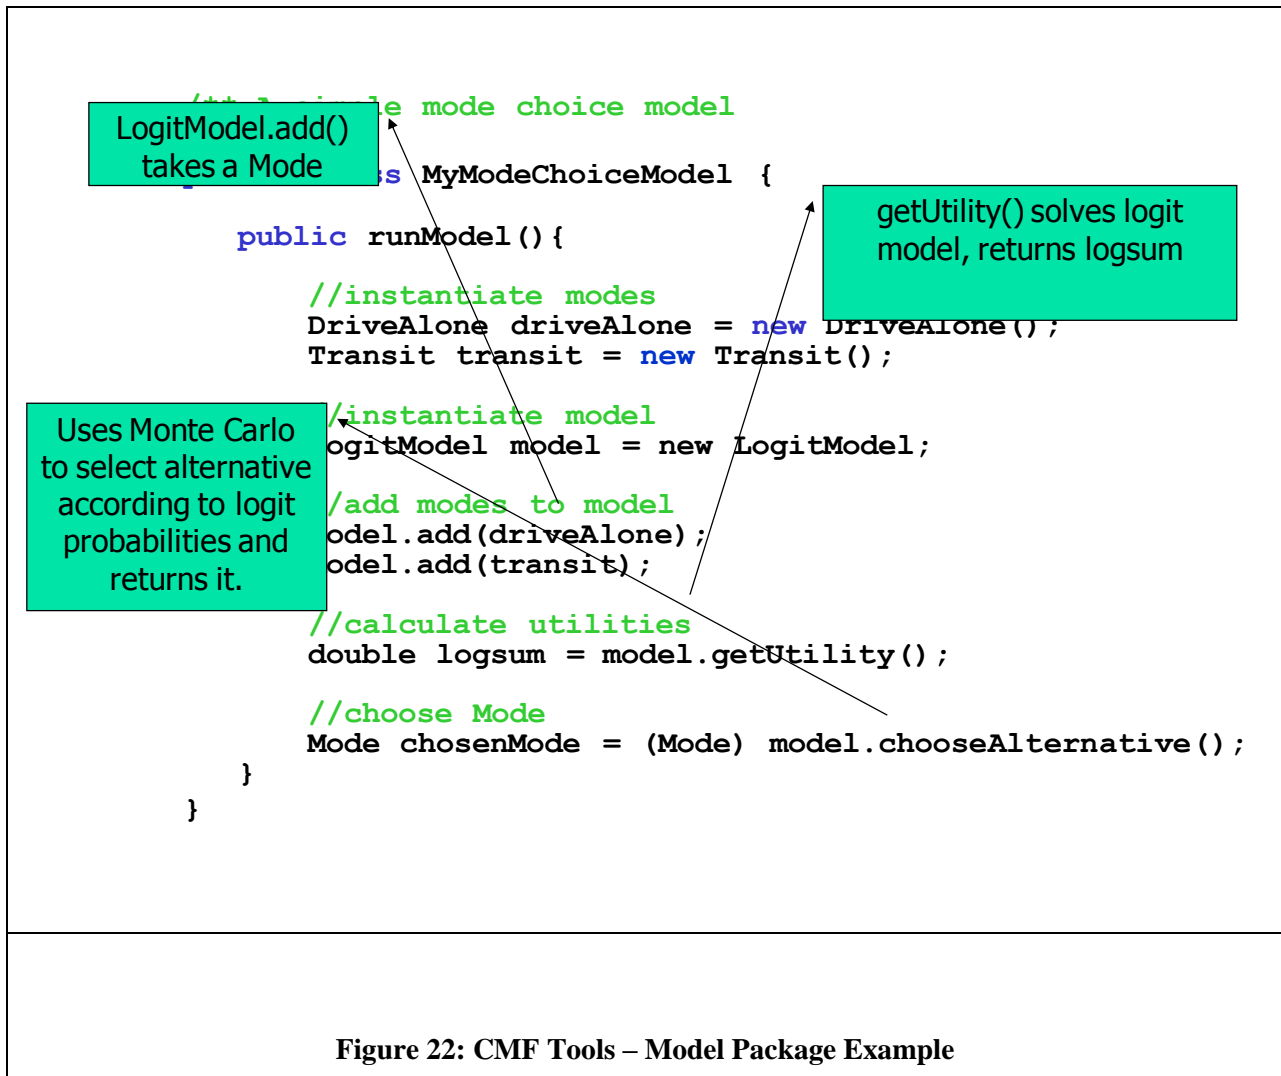 mode choice model
LogitModel.add()
takes a Mode
MyModeChoiceModel {
getUtility() solves logit
model, returns logsum
public runModel(){
//instantiate modes
DriveAlone driveAlone = new DriveAlone();
Transit transit = new Transit();
Uses Monte Carlo
to select alternative
according to logit
probabilities and
returns it.
/instantiate model
ogitModel model = new LogitModel;
/add modes to model
odel.add(driveAlone);
odel.add(transit);
//calculate utilities
double logsum = model.getUtility();
//choose Mode
Mode chosenMode = (Mode) model.chooseAlternative();
}
}
Figure 22: CMF Tools – Model Package Example